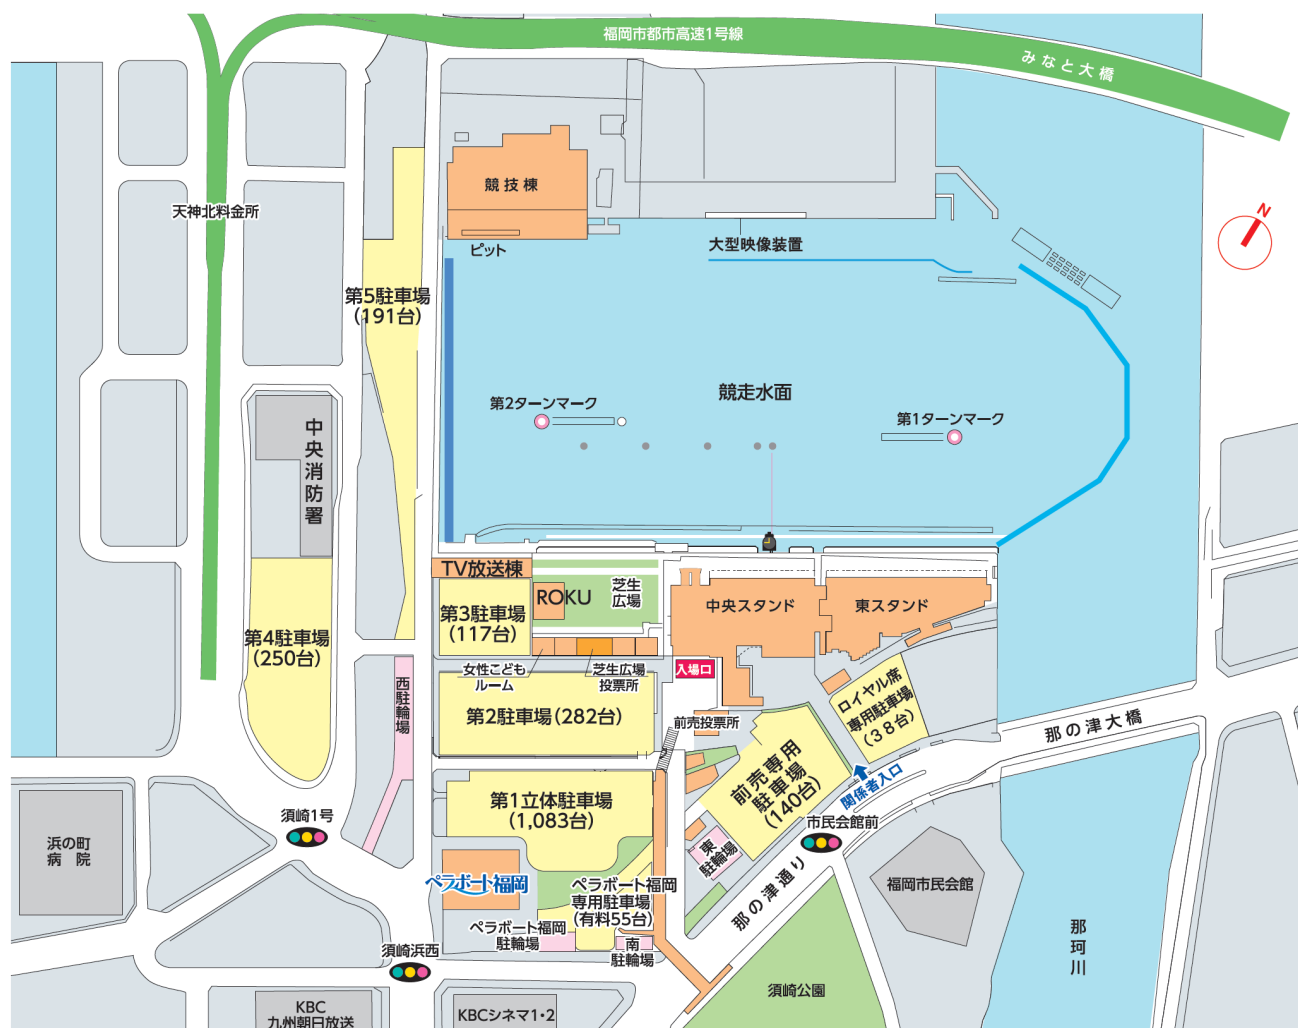 福岡市都市高速1号線
みなと大橋
N
天神北料金所
競技棟
ピット
大型映像装置
第5駐車場
(191台)
競走水面
第2ターンマーク
第1ターンマーク
中央消防署
TV放送棟
ROKU
芝生
広場
中央スタンド
東スタンド
第3駐車場
(117台)
第4駐車場
(250台)
女性こども
ルーム
芝生広場
投票所
入場口
西駐輪場
第2駐車場(282台)
前売投票所
ロイヤル席
専用駐車場
(38台)
那の津大橋
前売専用
駐車場
(140台)
関係者入口
第1立体駐車場
(1,083台)
須崎1号
市民会館前
浜の町
病院
東
駐輪場
ペラボート福岡
ペラボート福岡
専用駐車場
(有料55台)
福岡市民会館
那の津通り
ペラボート福岡
駐輪場
南
駐輪場
那珂川
須崎浜西
須崎公園
KBC
九州朝日放送
KBCシネマ1・2